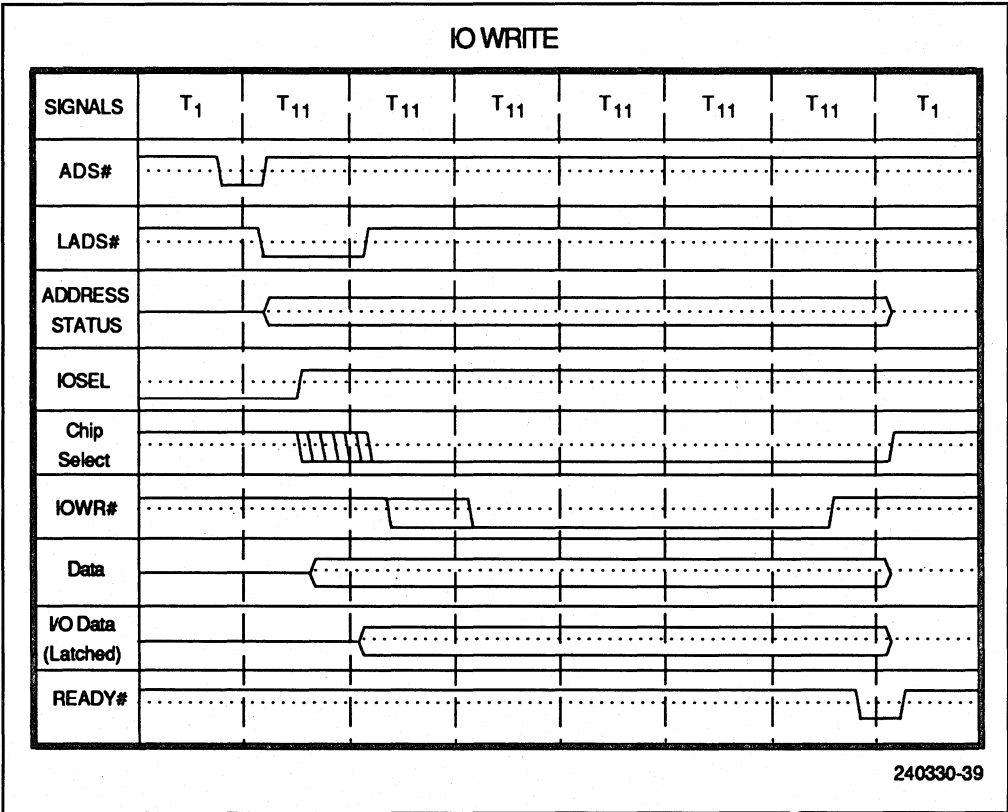 IO WRITE
SIGNALS T1 T11 T11 T11 T11 T11 T11 T1
ADS#
LADS#
ADDRESS
STATUS
IOSEL
Chip
Select
IOWR#
Data
I/O Data
(Latched)
READY#
240330-39